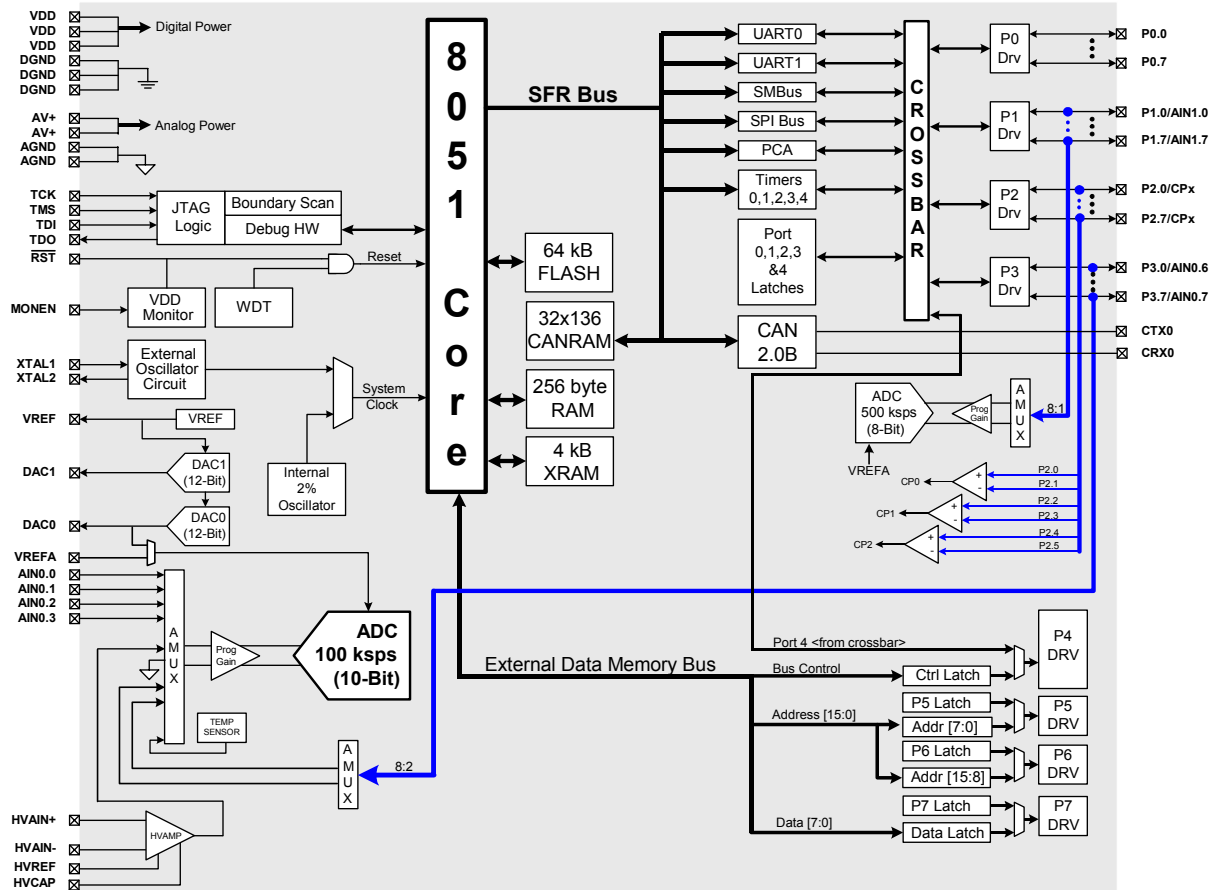 VDD
VDD
VDD
Digital Power
DGND
DGND
DGND
AV+
AV+
Analog Power
AGND
AGND
TCK
TMS
TDI
TDO
JTAG
Logic
Boundary Scan
Debug HW
RST
Reset
MONEN
VDD
Monitor
WDT
XTAL1
XTAL2
External
Oscillator
Circuit
System
Clock
VREF
VREF
DAC1
DAC1
(12-Bit)
Internal
2%
Oscillator
DAC0
DAC0
(12-Bit)
VREFA
AIN0.0
AIN0.1
AIN0.2
AIN0.3
A
M
U
X
Prog
Gain
ADC
100 ksps
(10-Bit)
TEMP
SENSOR
A
M
U
X
8:2
HVAIN+
HVAIN-
HVREF
HVCAP
HVAMP
8
0
5
1
C
o
r
e
SFR Bus
64 kB
FLASH
32x136
CANRAM
256 byte
RAM
4 kB
XRAM
UART0
UART1
SMBus
SPI Bus
PCA
Timers
0,1,2,3,4
Port
0,1,2,3
&4
Latches
CAN
2.0B
C
R
O
S
S
B
A
R
P0
Drv
P1
Drv
P2
Drv
P3
Drv
P0.0
P0.7
P1.0/AIN1.0
P1.7/AIN1.7
P2.0/CPx
P2.7/CPx
P3.0/AIN0.6
P3.7/AIN0.7
CTX0
CRX0
ADC
500 ksps
(8-Bit)
Prog
Gain
A
M
U
X
8:1
VREFA
CP0
+
-
P2.0
P2.1
CP1
+
-
P2.2
P2.3
CP2
+
-
P2.4
P2.5
External Data Memory Bus
Port 4 <from crossbar>
Bus Control
Ctrl Latch
P4
DRV
Address [15:0]
P5 Latch
Addr [7:0]
P5
DRV
P6 Latch
Addr [15:8]
P6
DRV
Data [7:0]
P7 Latch
Data Latch
P7
DRV